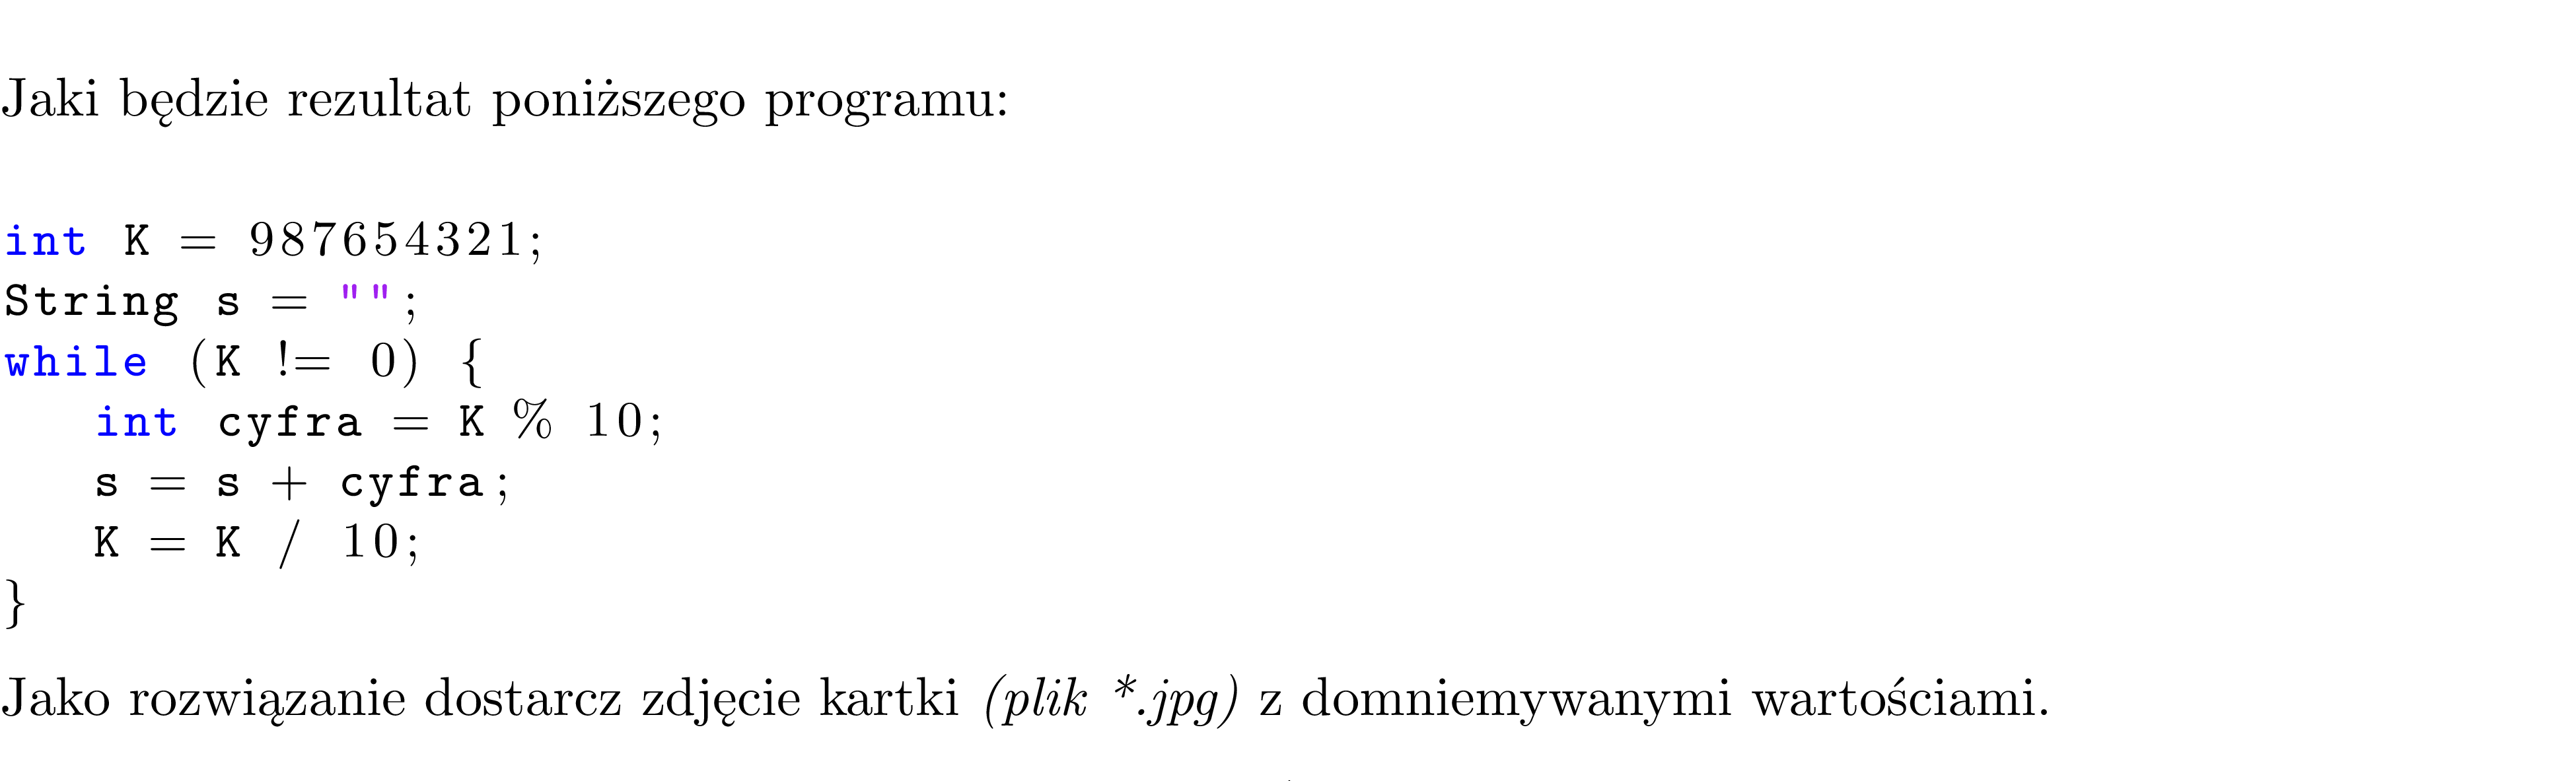 Jaki będzie rezultat poniższego programu:
int K = 987654321;
String s = "";
while (K != 0) {
int cyfra = K % 10;
s = s + cyfra;
K = K / 10;
}
Jako rozwiązanie dostarcz zdjęcie kartki (plik *.jpg) z domniemywanymi wartościami.